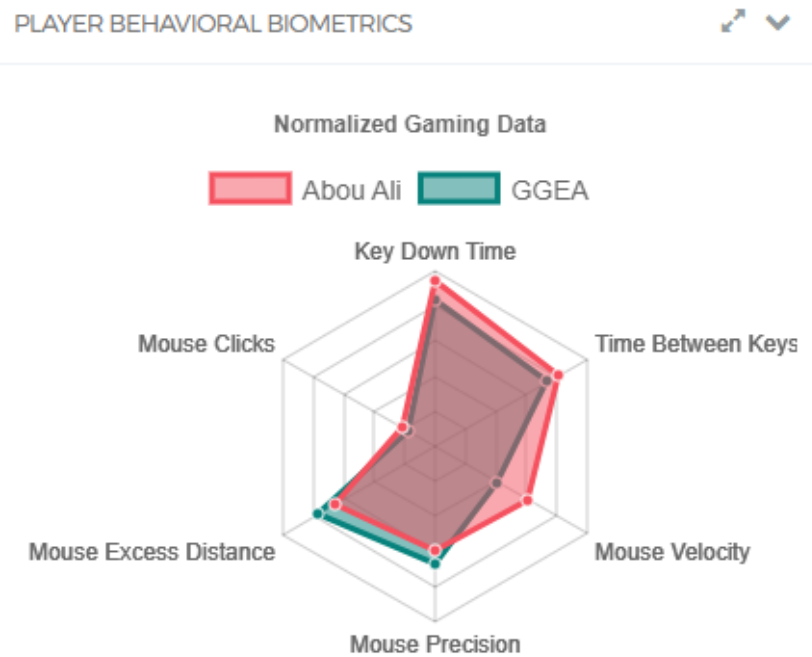 PLAYER BEHAVIORAL BIOMETRICS
Normalized Gaming Data
Abou Ali GGEA
Key Down Time
Mouse Clicks Time Between Keys
Mouse Excess Distance Mouse Velocity
Mouse Precision